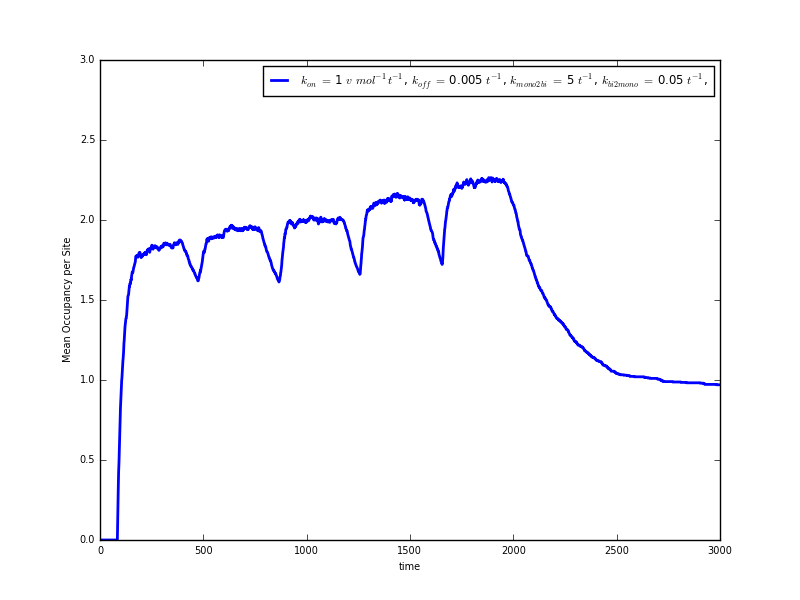 3.0
k_on = 1 v mol^−1 t^−1, k_off = 0.005 t^−1, k_mono2bi = 5 t^−1, k_bi2mono = 0.05 t^−1,
2.5
2.0
1.5
1.0
0.5
0.0
Mean Occupancy per Site
0 500 1000 1500 2000 2500 3000
time